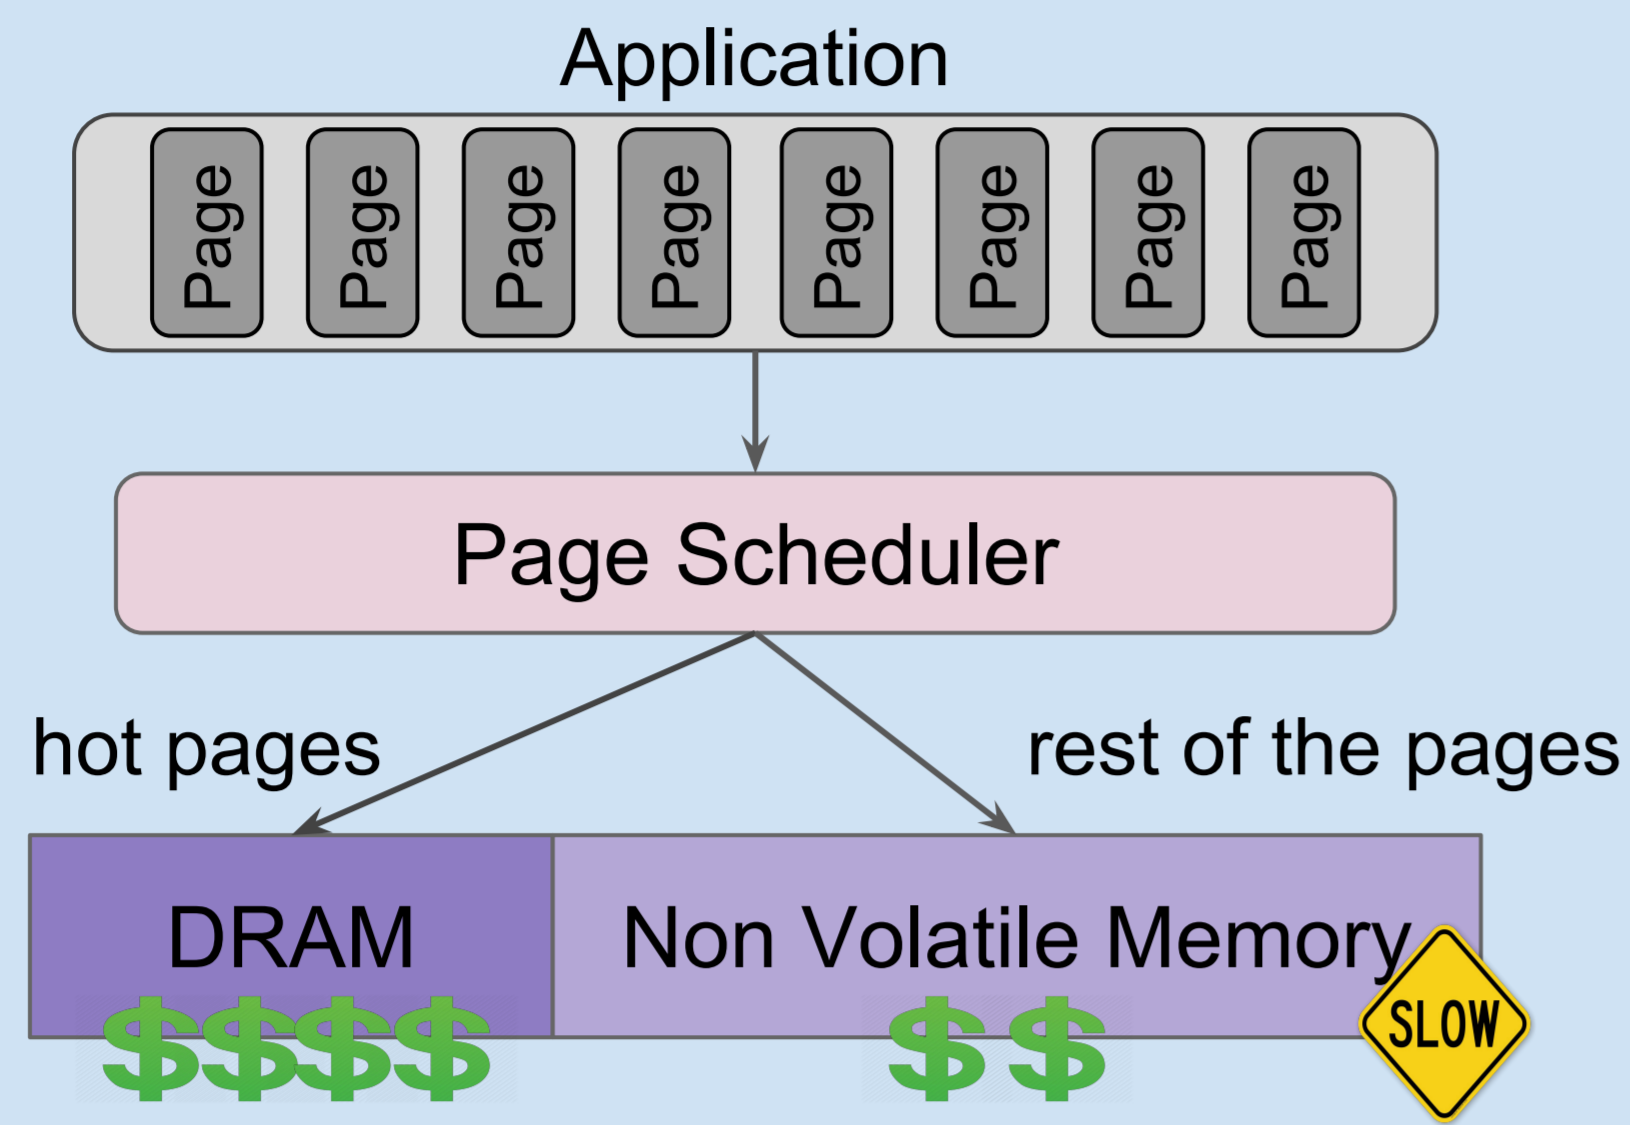 Application
Page Page Page Page Page Page Page Page
Page Scheduler
hot pages
rest of the pages
DRAM
Non Volatile Memory
SLOW
$$$$
$$